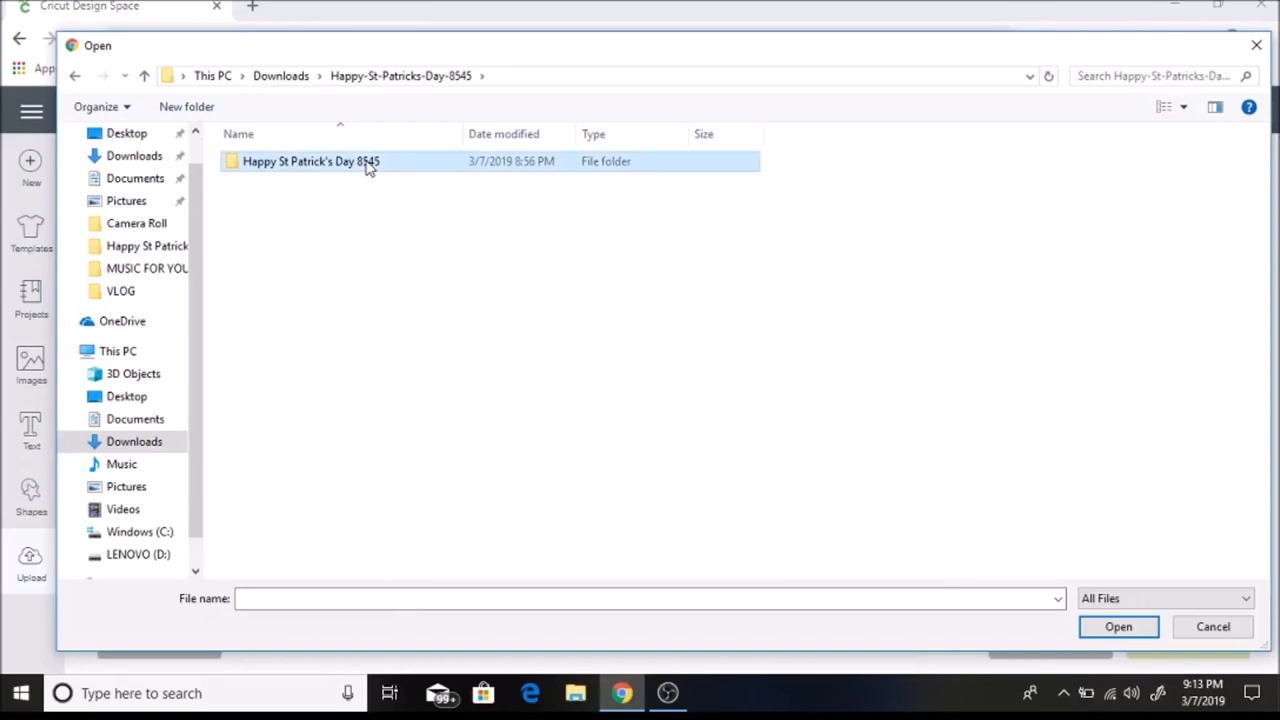 Cricut Design Space
Open
This PC > Downloads > Happy-St-Patricks-Day-8545 >
Search Happy-St-Patricks-Da...
Organize
New folder
Name
Date modified
Type
Size
Happy St Patrick's Day 8545
3/7/2019 8:56 PM
File folder
Desktop
Downloads
Documents
Pictures
Camera Roll
Happy St Patrick
MUSIC FOR YOU
VLOG
OneDrive
This PC
3D Objects
Desktop
Documents
Downloads
Music
Pictures
Videos
Windows (C:)
LENOVO (D:)
App
New
Templates
Projects
Images
Text
Shapes
Upload
File name:
All Files
Open
Cancel
Type here to search
99+
9:13 PM
3/7/2019